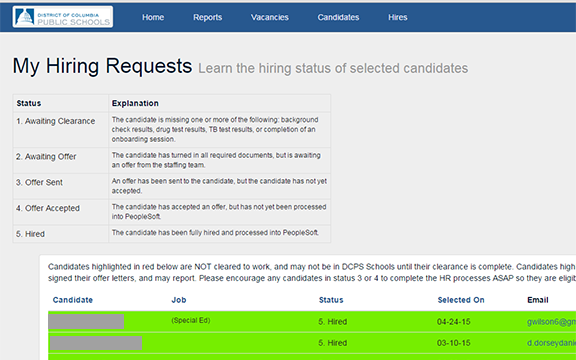 DISTRICT OF COLUMBIA
PUBLIC SCHOOLS
Home Reports Vacancies Candidates Hires
My Hiring Requests Learn the hiring status of selected candidates
Status Explanation
1. Awaiting Clearance The candidate is missing one or more of the following: background
check results, drug test results, TB test results, or completion of an
onboarding session.
2. Awaiting Offer The candidate has turned in all required documents, but is awaiting
an offer from the staffing team.
3. Offer Sent An offer has been sent to the candidate, but the candidate has not yet
accepted.
4. Offer Accepted The candidate has accepted an offer, but has not yet been processed
into PeopleSoft.
5. Hired The candidate has been fully hired and processed into PeopleSoft.
Candidates highlighted in red below are NOT cleared to work, and may not be in DCPS Schools until their clearance is complete. Candidates high
signed their offer letters, and may report. Please encourage any candidates in status 3 or 4 to complete the HR processes ASAP so they are eligib
Candidate Job Status Selected On Email
(Special Ed) 5. Hired 04-24-15 gwilson6@gm
5. Hired 03-10-15 d.dorseydanie